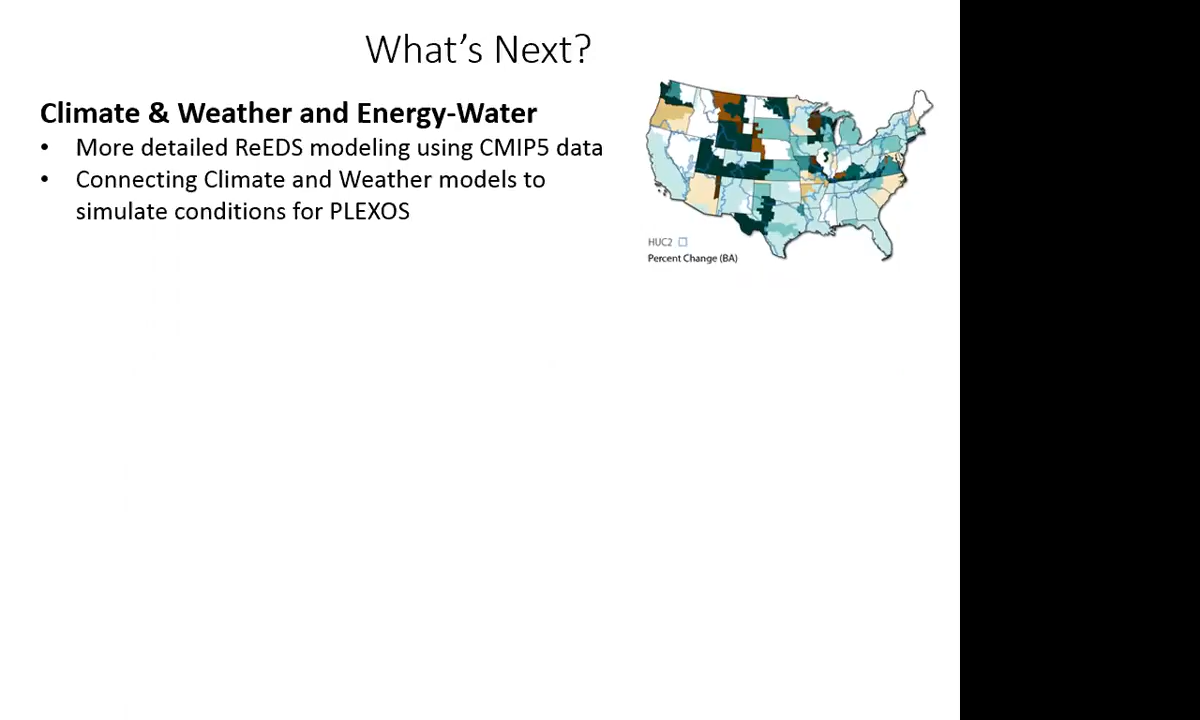 What's Next?
Climate & Weather and Energy-Water
• More detailed ReEDS modeling using CMIP5 data
• Connecting Climate and Weather models to
simulate conditions for PLEXOS
HUC2
Percent Change (BA)